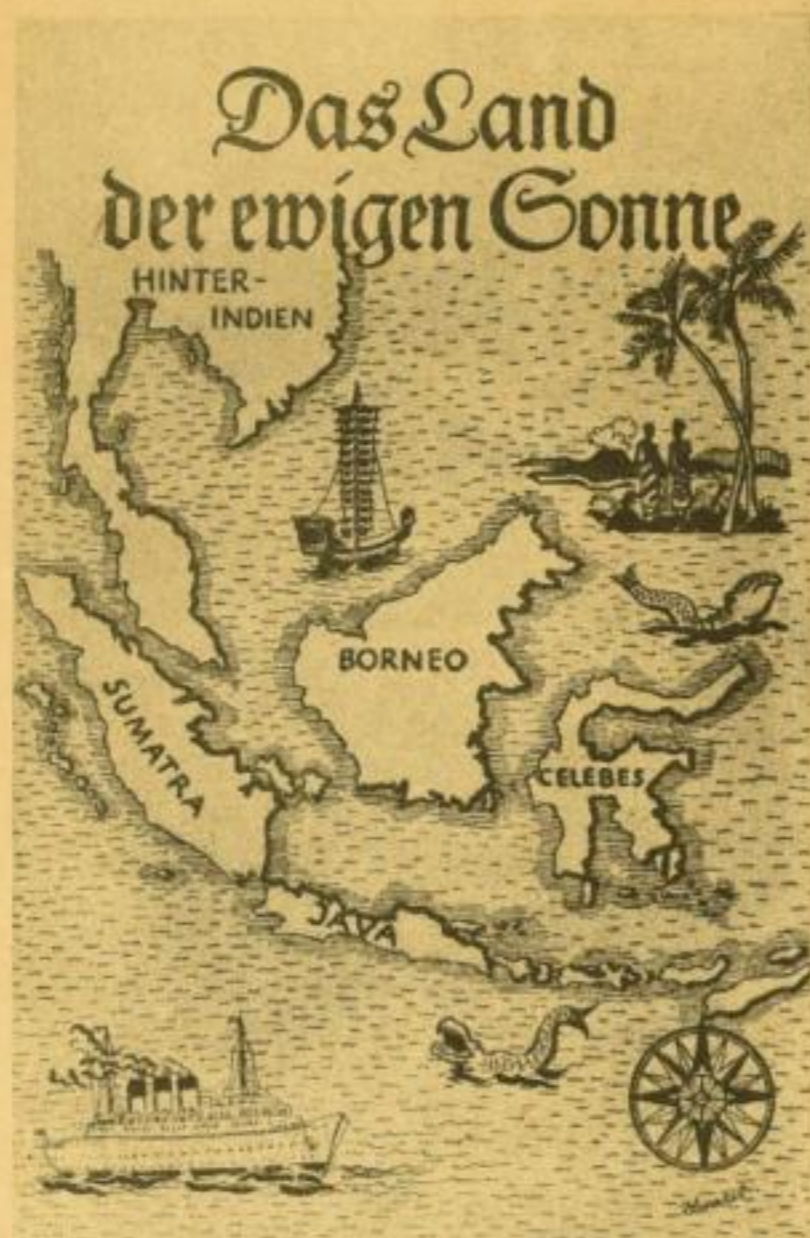 Das Land
der ewigen Sonne
HINTER-
INDIEN
BORNEO
SUMATRA
CELEBES
JAVA